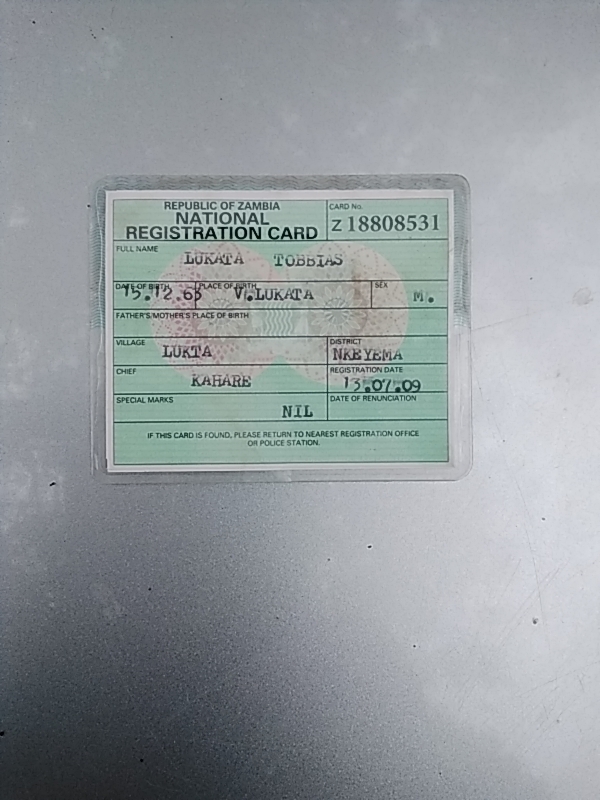 REPUBLIC OF ZAMBIA
NATIONAL
REGISTRATION CARD
CARD No.
Z 18808531
FULL NAME
LUKATA TOBBIAS
DATE OF BIRTH
15.12.65
PLACE OF BIRTH
V.LUKATA
SEX
M.
FATHER'S/MOTHER'S PLACE OF BIRTH
VILLAGE
LUKTA
DISTRICT
NKEYEMA
CHIEF
KAHARE
REGISTRATION DATE
13.07.09
SPECIAL MARKS
NIL
DATE OF RENUNCIATION
IF THIS CARD IS FOUND, PLEASE RETURN TO NEAREST REGISTRATION OFFICE
OR POLICE STATION.